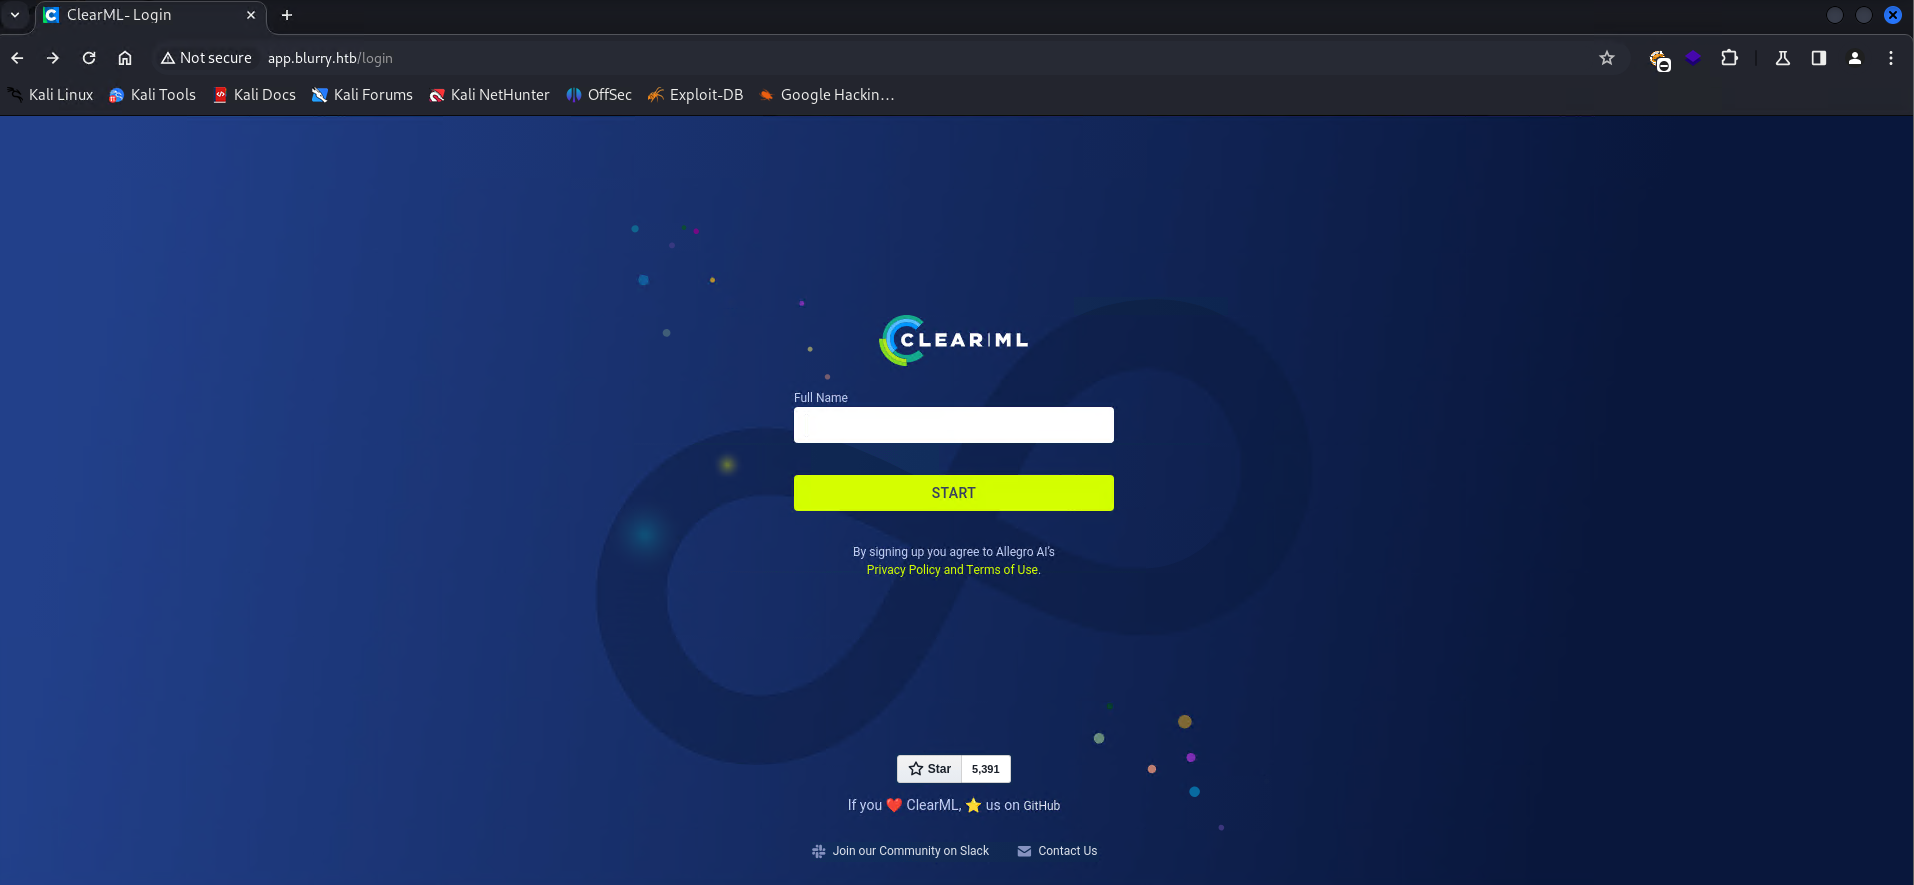 ClearML- Login
Not secure app.blurry.htb/login
Kali Linux Kali Tools Kali Docs Kali Forums Kali NetHunter OffSec Exploit-DB Google Hackin…
CLEAR|ML
Full Name
START
By signing up you agree to Allegro AI's
Privacy Policy and Terms of Use.
Star 5,391
If you ❤️ ClearML, ⭐ us on GitHub
Join our Community on Slack Contact Us